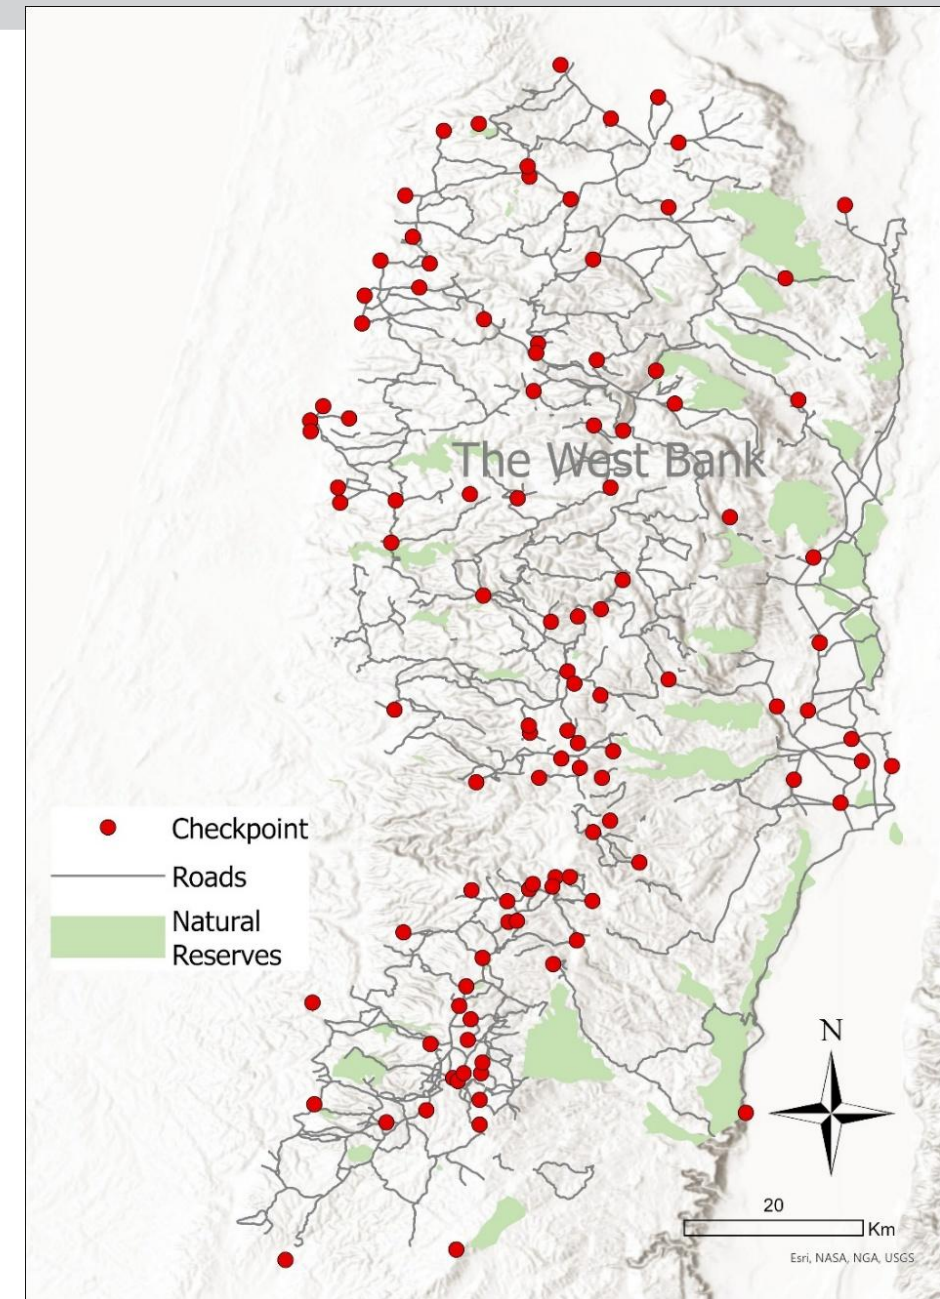 The West Bank
Checkpoint
Roads
Natural
Reserves
N
20
Km
Esri, NASA, NGA, USGS